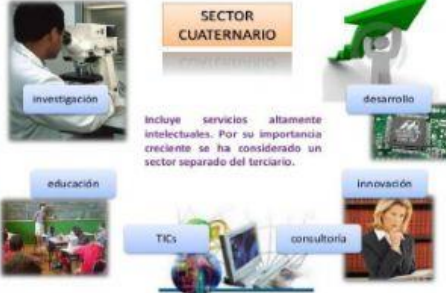 SECTOR
CUATERNARIO
investigación
desarrollo
Incluye servicios altamente
intelectuales. Por su importancia
creciente se ha considerado un
sector separado del terciario.
educación
innovación
TICs
consultoría